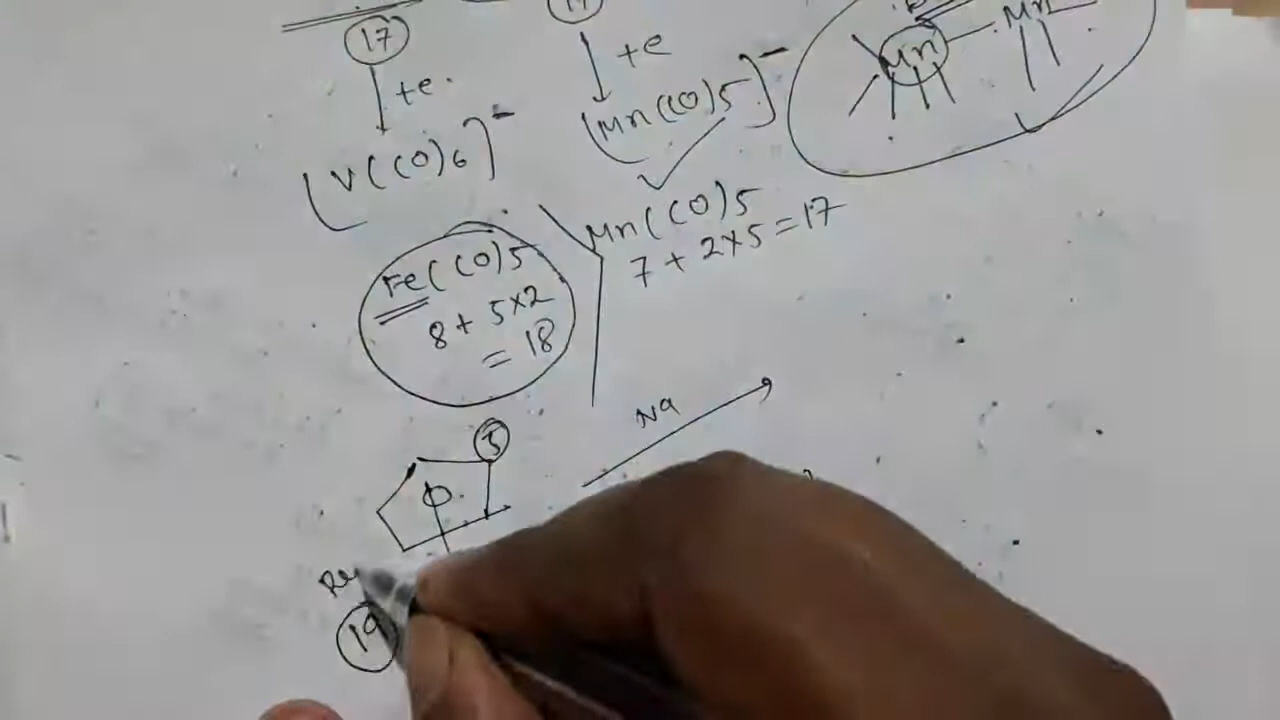 17
+e
+e
[V(CO)6]-
[Mn(CO)5]-
Mn
Mn
Mn(CO)5
7 + 2×5 = 17
Fe(CO)5
8 + 5×2
= 18
Na
5
Re
19